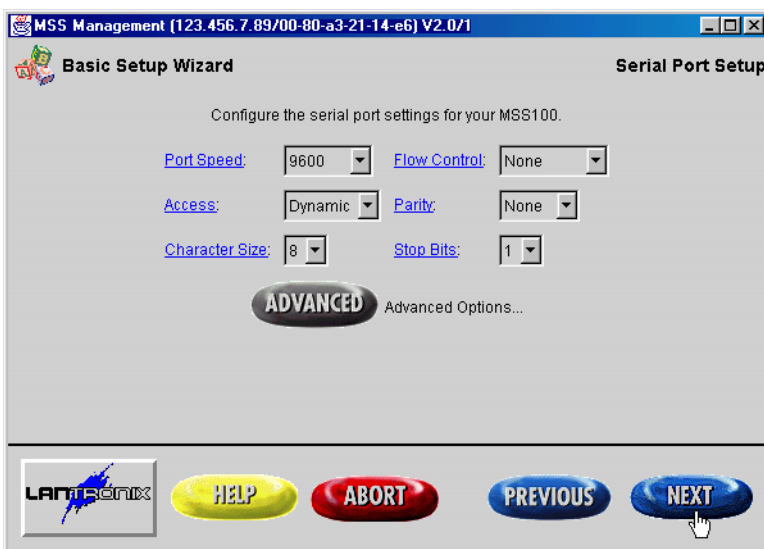 MSS Management (123.456.7.89/00-80-a3-21-14-e6) V2.0/1
Basic Setup Wizard
Serial Port Setup
Configure the serial port settings for your MSS100.
Port Speed: 9600 Flow Control: None
Access: Dynamic Parity: None
Character Size: 8 Stop Bits: 1
ADVANCED Advanced Options...
LANTRONIX HELP ABORT PREVIOUS NEXT